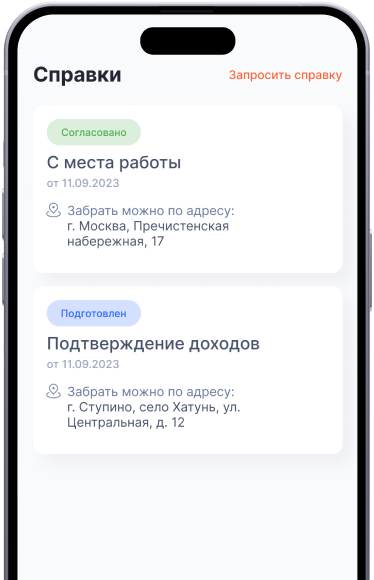 Справки
Запросить справку
Согласовано
С места работы
от 11.09.2023
Забрать можно по адресу:
г. Москва, Пречистенская
набережная, 17
Подготовлен
Подтверждение доходов
от 11.09.2023
Забрать можно по адресу:
г. Ступино, село Хатунь, ул.
Центральная, д. 12